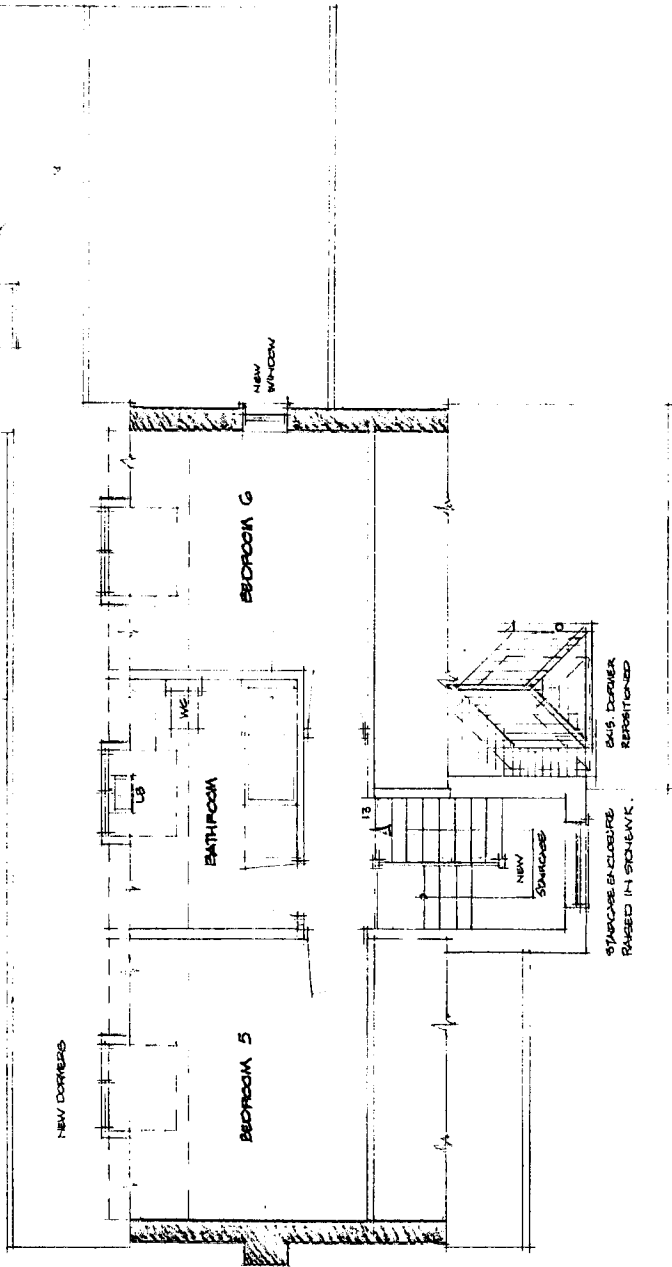 NEW DORMERS
BEDROOM 5
BATHROOM
LB
WC
BEDROOM 6
NEW
WINDOW
13
NEW
STAIRCASE
STAIRCASE ENCLOSURE
RAISED IN STONEWK.
EXIS. DORMER
REPOSITIONED